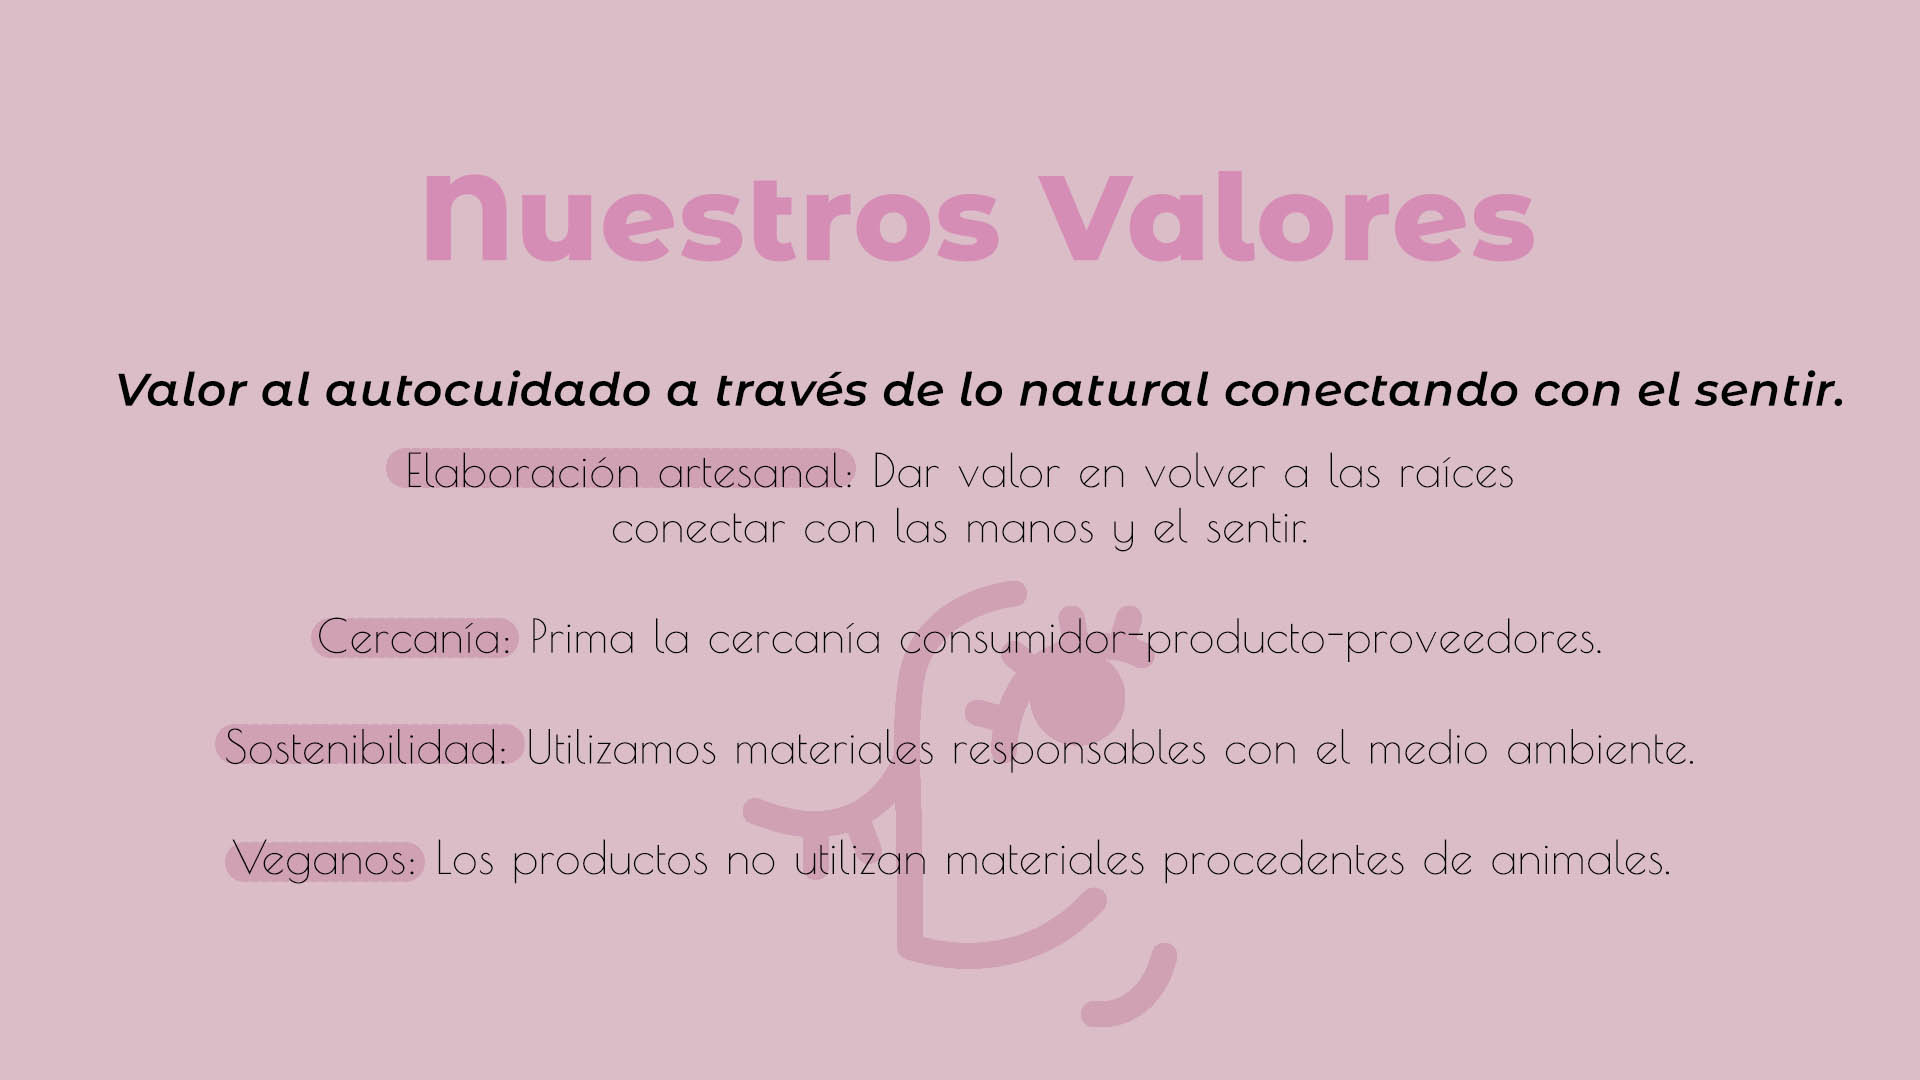 Nuestros Valores
Valor al autocuidado a través de lo natural conectando con el sentir.
Elaboración artesanal: Dar valor en volver a las raíces
conectar con las manos y el sentir.
Cercanía: Prima la cercanía consumidor-producto-proveedores.
Sostenibilidad: Utilizamos materiales responsables con el medio ambiente.
Veganos: Los productos no utilizan materiales procedentes de animales.